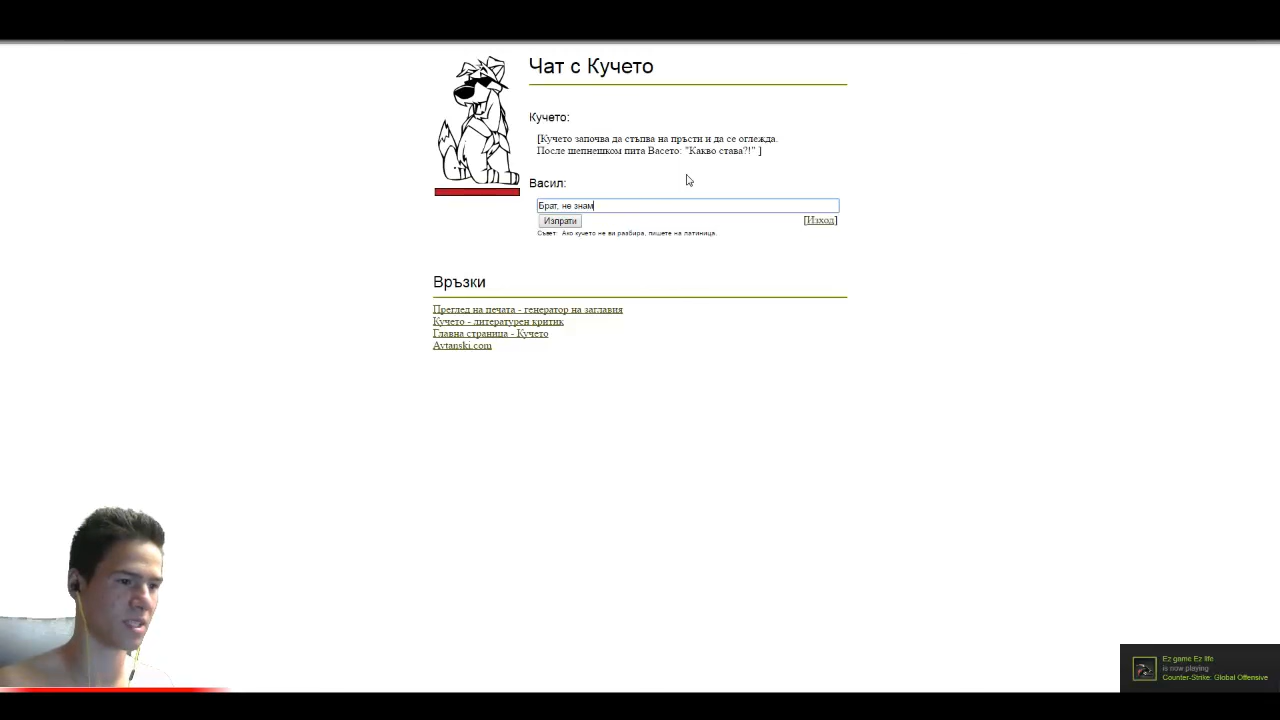 Чат с Кучето
Кучето:
[Кучето започва да стъпва на пръсти и да се оглежда.
После шепнешком пита Васето: "Какво става?!" ]
Васил:
Брат, не знам
Изпрати
[Изход]
Съвет: Ако кучето не ви разбира, пишете на латиница.
Връзки
Преглед на печата - генератор на заглавия
Кучето - литературен критик
Главна страница - Кучето
Avtanski.com
Ez game Ez life
is now playing
Counter-Strike: Global Offensive